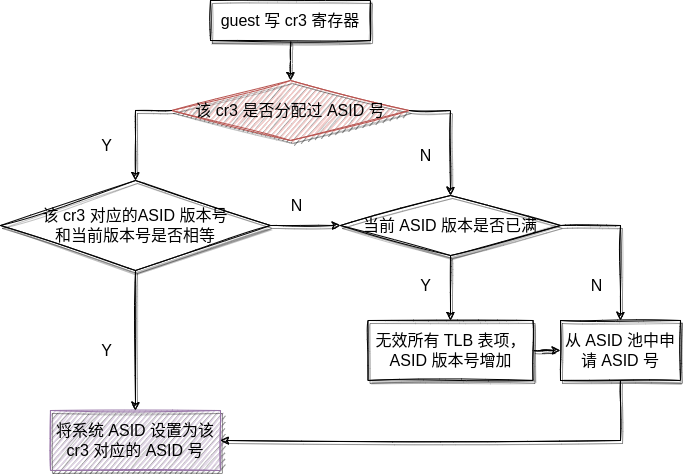 guest 写 cr3 寄存器
该 cr3 是否分配过 ASID 号
Y
N
该 cr3 对应的ASID 版本号
和当前版本号是否相等
N
当前 ASID 版本是否已满
Y
N
Y
无效所有 TLB 表项，
ASID 版本号增加
从 ASID 池中申
请 ASID 号
将系统 ASID 设置为该
cr3 对应的 ASID 号